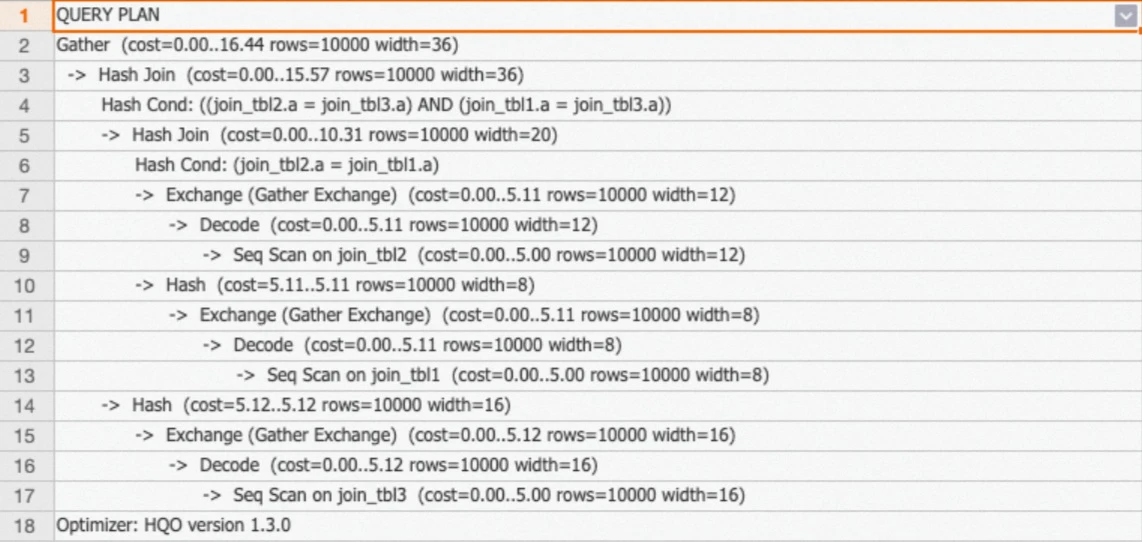 1 QUERY PLAN
2 Gather (cost=0.00..16.44 rows=10000 width=36)
3 -> Hash Join (cost=0.00..15.57 rows=10000 width=36)
4 Hash Cond: ((join_tbl2.a = join_tbl3.a) AND (join_tbl1.a = join_tbl3.a))
5 -> Hash Join (cost=0.00..10.31 rows=10000 width=20)
6 Hash Cond: (join_tbl2.a = join_tbl1.a)
7 -> Exchange (Gather Exchange) (cost=0.00..5.11 rows=10000 width=12)
8 -> Decode (cost=0.00..5.11 rows=10000 width=12)
9 -> Seq Scan on join_tbl2 (cost=0.00..5.00 rows=10000 width=12)
10 -> Hash (cost=5.11..5.11 rows=10000 width=8)
11 -> Exchange (Gather Exchange) (cost=0.00..5.11 rows=10000 width=8)
12 -> Decode (cost=0.00..5.11 rows=10000 width=8)
13 -> Seq Scan on join_tbl1 (cost=0.00..5.00 rows=10000 width=8)
14 -> Hash (cost=5.12..5.12 rows=10000 width=16)
15 -> Exchange (Gather Exchange) (cost=0.00..5.12 rows=10000 width=16)
16 -> Decode (cost=0.00..5.12 rows=10000 width=16)
17 -> Seq Scan on join_tbl3 (cost=0.00..5.00 rows=10000 width=16)
18 Optimizer: HQO version 1.3.0